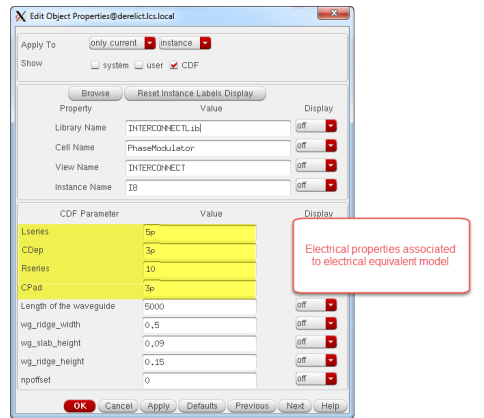 Edit Object Properties@derelict.lcs.local
Apply To only current instance
Show system user CDF
Browse Reset Instance Labels Display
Property Value Display
Library Name INTERCONNECTLib off
Cell Name PhaseModulator off
View Name INTERCONNECT off
Instance Name I8 off
CDF Parameter Value Display
Lseries 5p
CDep 3p
Rseries 10
CPad 3p
Electrical properties associated
to electrical equivalent model
Length of the waveguide 5000 off
wg_ridge_width 0.5 off
wg_slab_height 0.09 off
wg_ridge_height 0.15 off
npoffset 0 off
OK Cancel Apply Defaults Previous Next Help